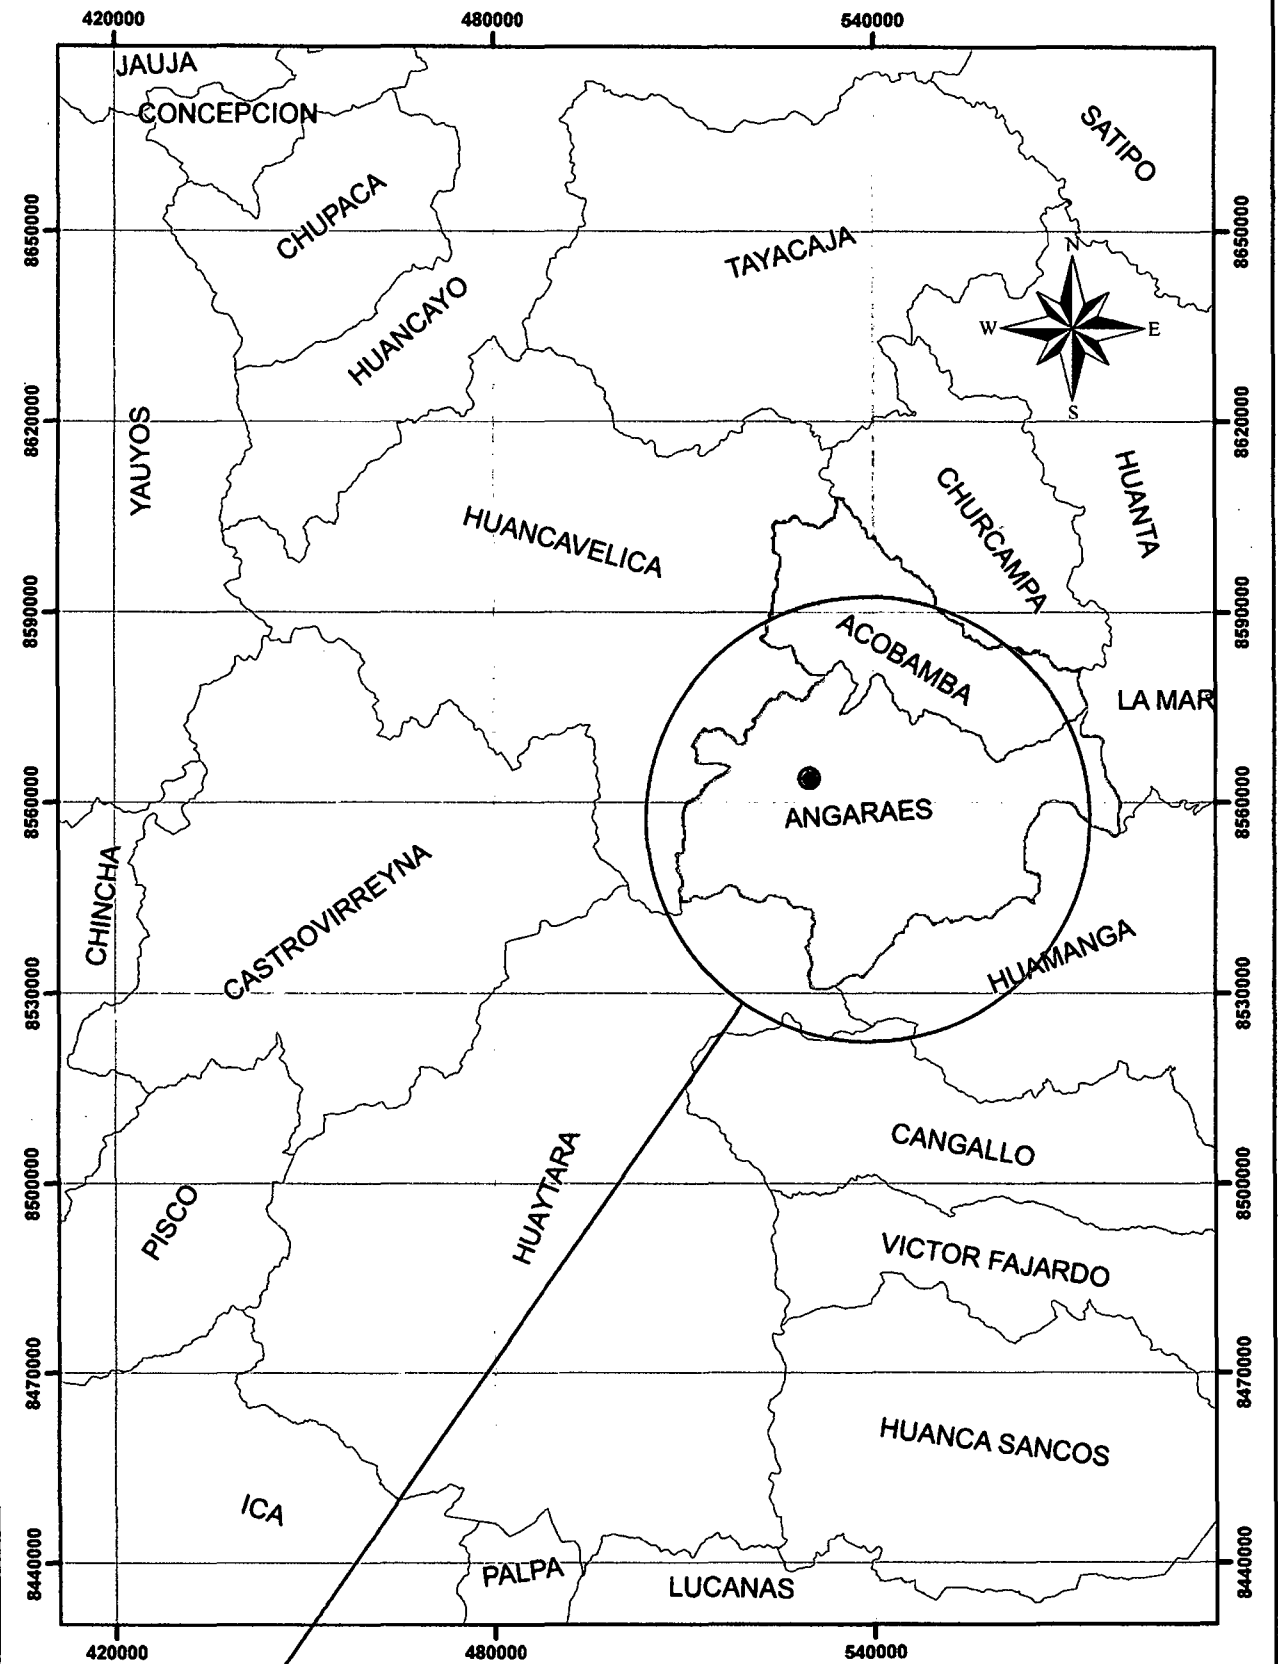 420000 480000 540000
JAUJA
CONCEPCION
SATIPO
CHUPACA
8650000 8650000
TAYACAJA
N
HUANCAYO
W E
S
8620000 8620000
YAUYOS
HUANTA
CHURCAMPA
HUANCAVELICA
8590000 8590000
ACOBAMBA
LA MAR
8560000 8560000
ANGARAES
CHINCHA
CASTROVIRREYNA
HUAMANGA
8530000 8530000
CANGALLO
HUAYTARA
8500000 8500000
PISCO
VICTOR FAJARDO
8470000 8470000
HUANCA SANCOS
ICA
8440000 8440000
PALPA
LUCANAS
420000 480000 540000